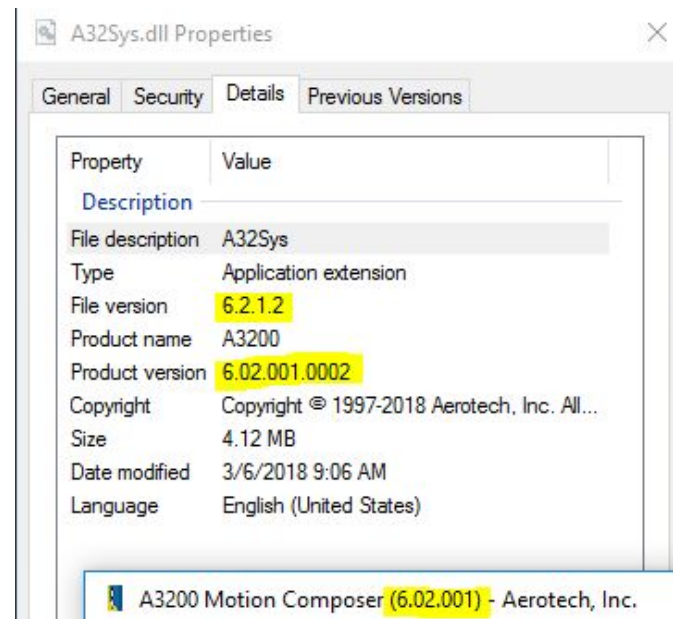 A32Sys.dll Properties
General Security Details Previous Versions
Property Value
Description
File description A32Sys
Type Application extension
File version 6.2.1.2
Product name A3200
Product version 6.02.001.0002
Copyright Copyright © 1997-2018 Aerotech, Inc. All...
Size 4.12 MB
Date modified 3/6/2018 9:06 AM
Language English (United States)
A3200 Motion Composer (6.02.001) - Aerotech, Inc.